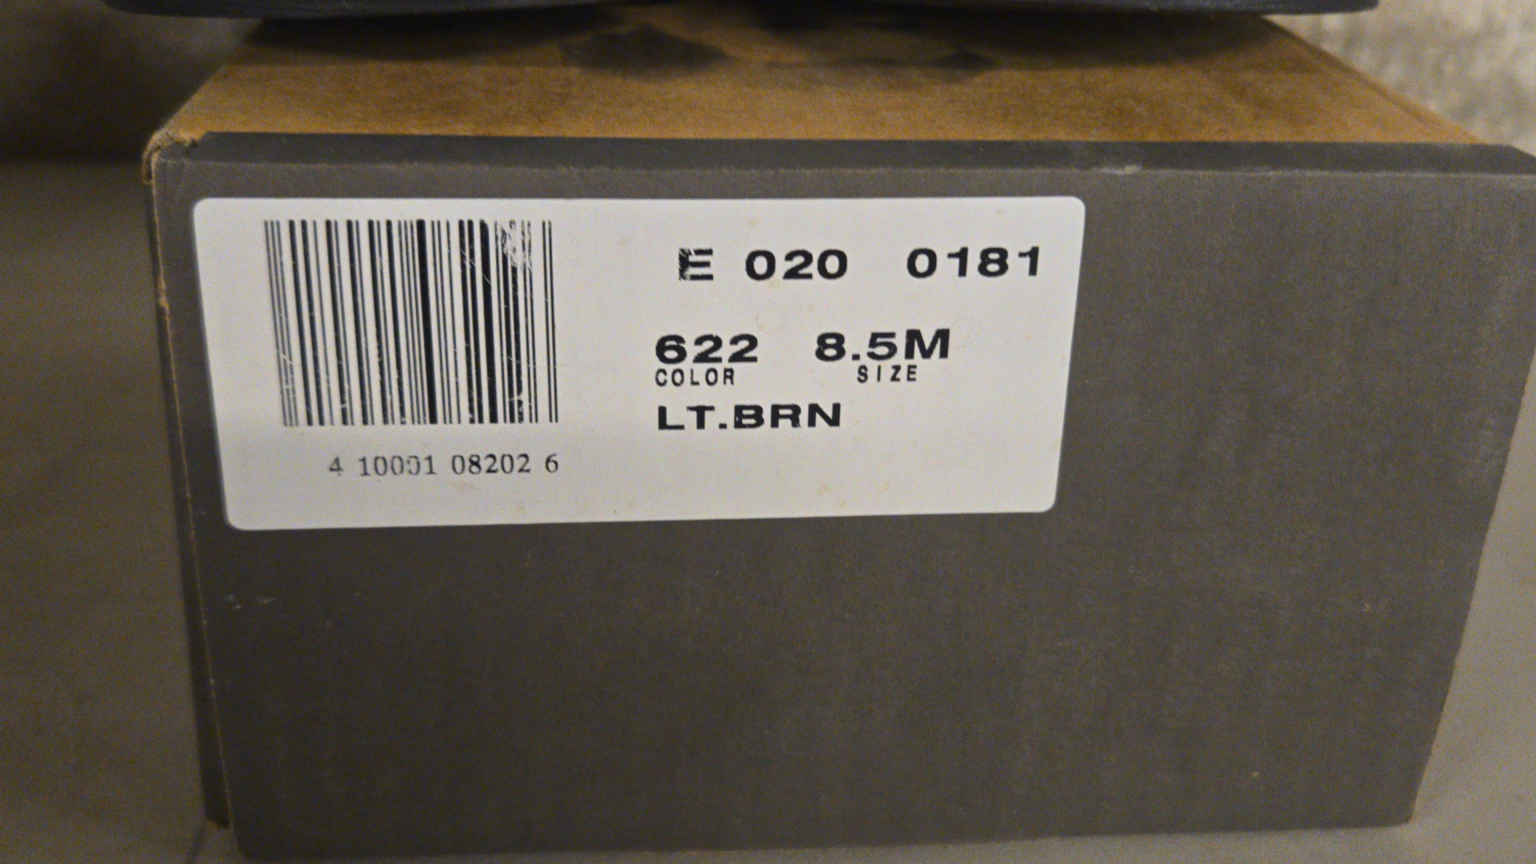 E 020 0181
622 8.5M
COLOR SIZE
LT.BRN
4 10001 08202 6